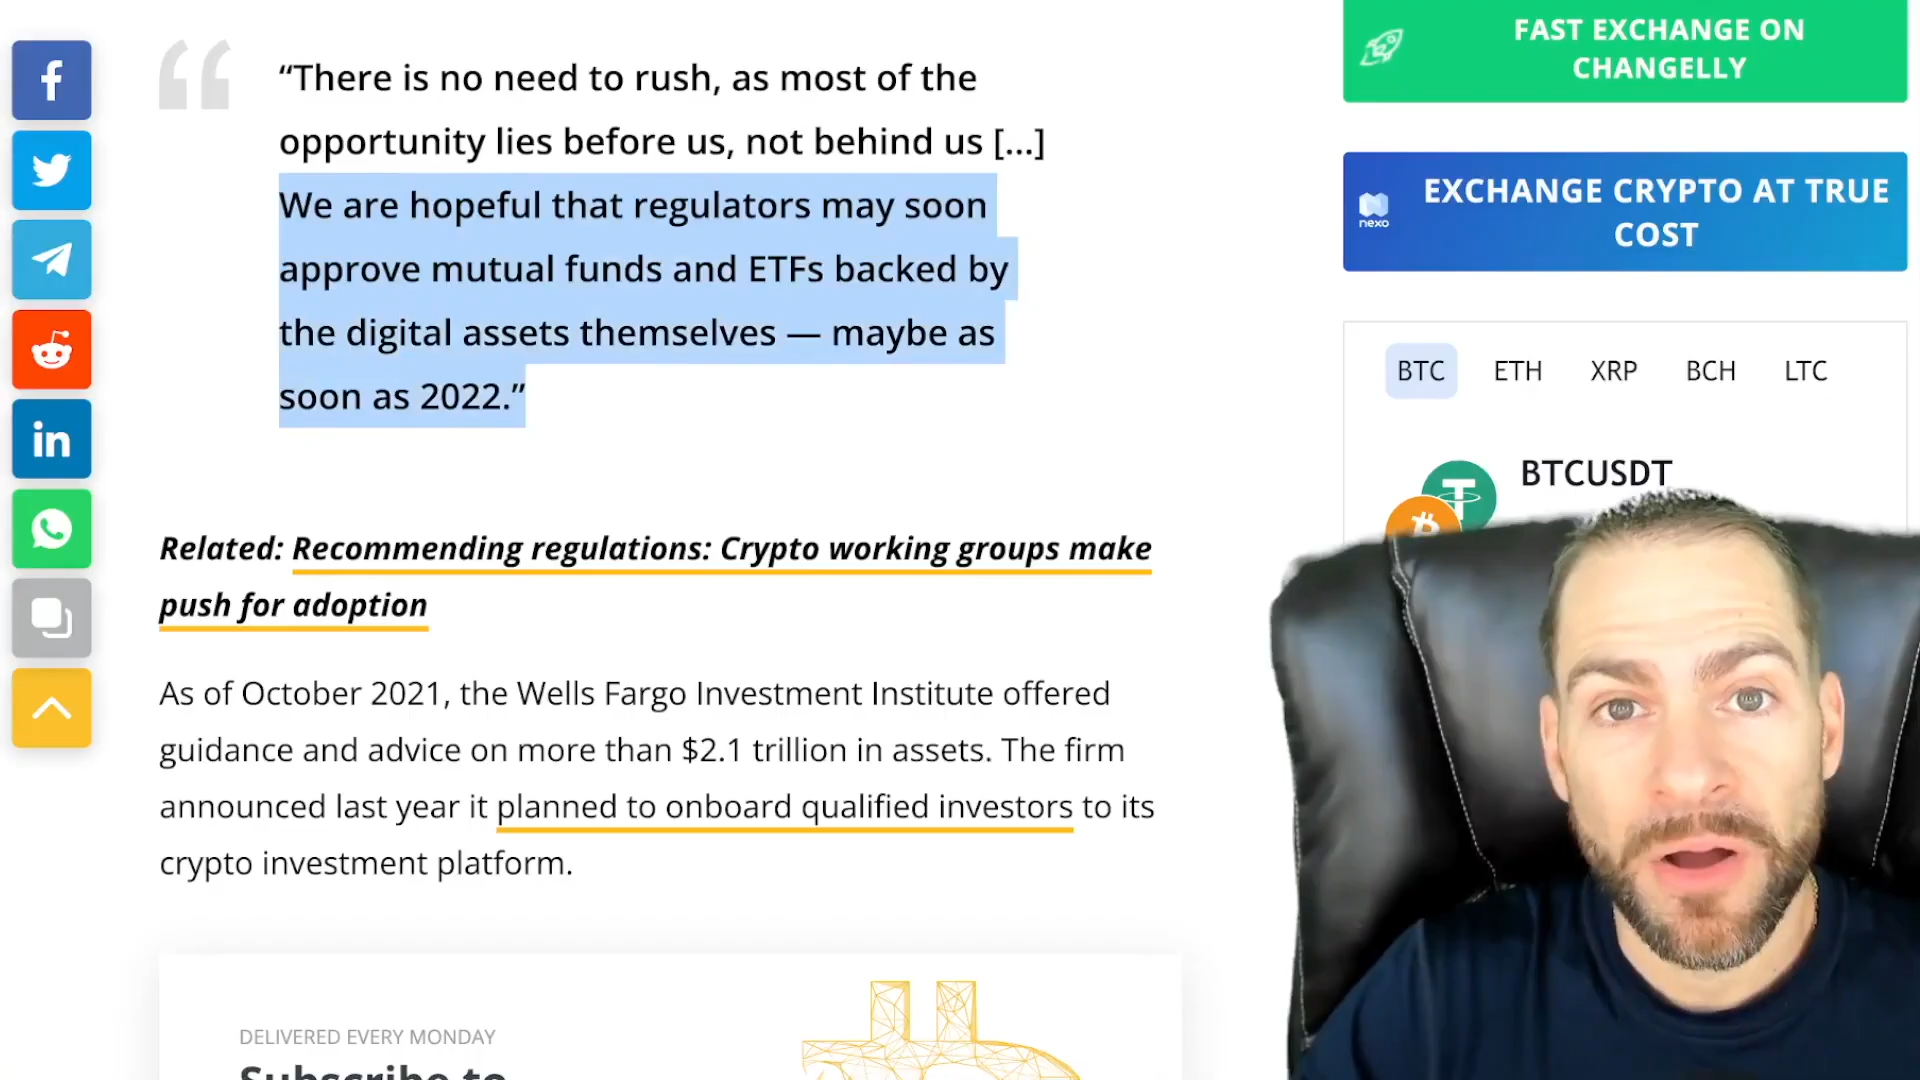 “There is no need to rush, as most of the
opportunity lies before us, not behind us [...]
We are hopeful that regulators may soon
approve mutual funds and ETFs backed by
the digital assets themselves — maybe as
soon as 2022.”
Related: Recommending regulations: Crypto working groups make
push for adoption
As of October 2021, the Wells Fargo Investment Institute offered
guidance and advice on more than $2.1 trillion in assets. The firm
announced last year it planned to onboard qualified investors to its
crypto investment platform.
DELIVERED EVERY MONDAY
Subscribe to
FAST EXCHANGE ON
CHANGELLY
nexo
EXCHANGE CRYPTO AT TRUE
COST
BTC ETH XRP BCH LTC
BTCUSDT